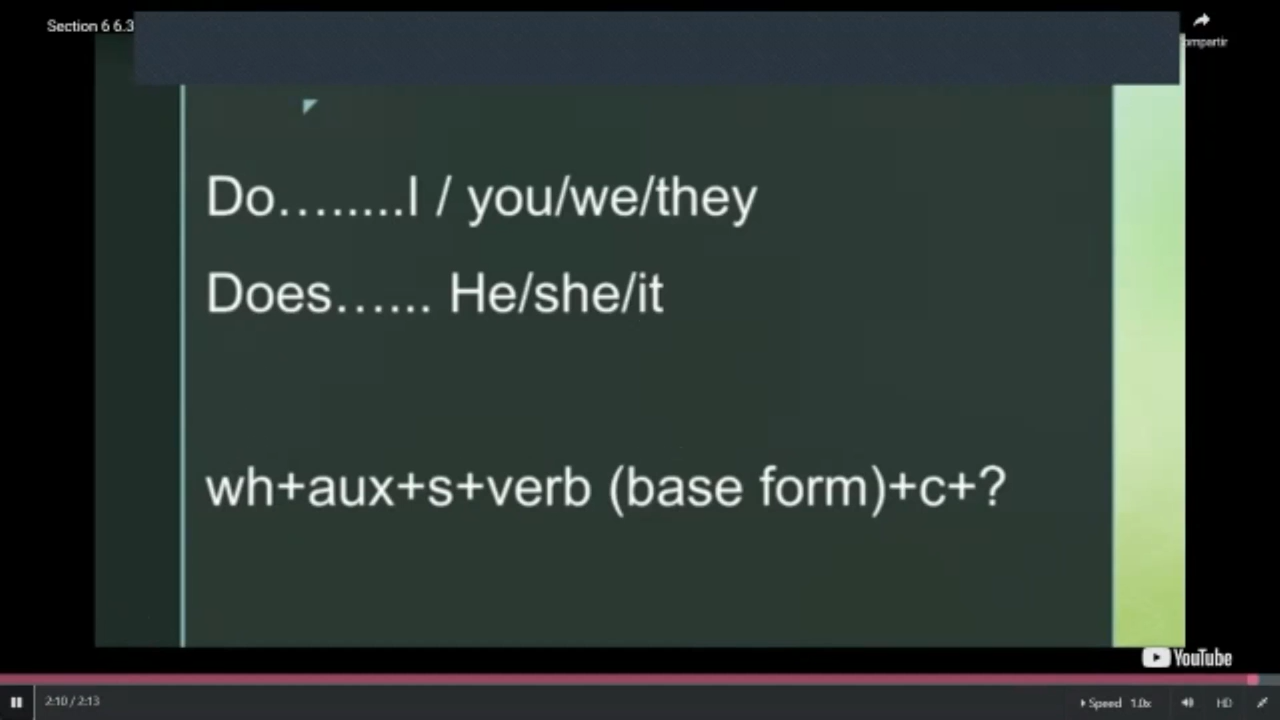 Section 6 6.3
ompartir
Do….....I / you/we/they
Does…... He/she/it
wh+aux+s+verb (base form)+c+?
YouTube
2:10 / 2:13
Speed 1.0x
HD